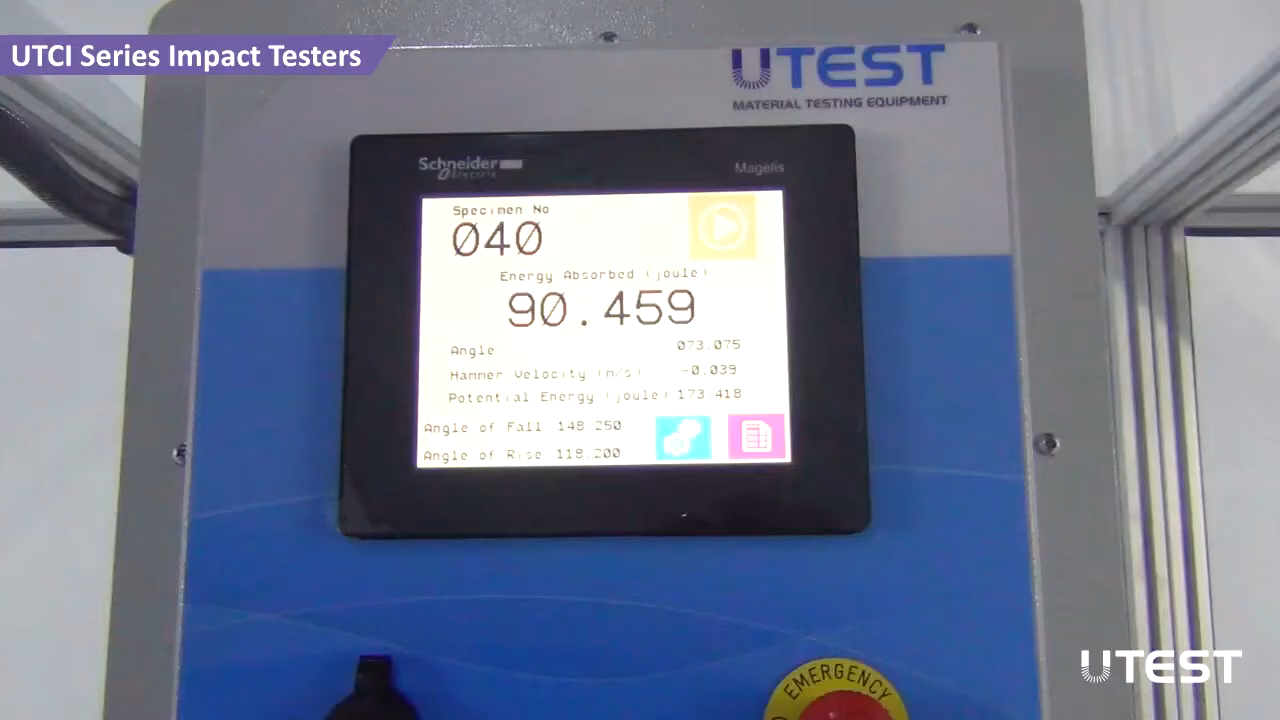 UTCI Series Impact Testers
UTEST
MATERIAL TESTING EQUIPMENT
Schneider
Electric
Magelis
Specimen No
040
Energy Absorbed (joule)
90.459
Angle 073.075
Hammer Velocity (m/s) -0.039
Potential Energy (joule) 173.418
Angle of Fall 148.250
Angle of Rise 118.200
EMERGENCY
UTEST